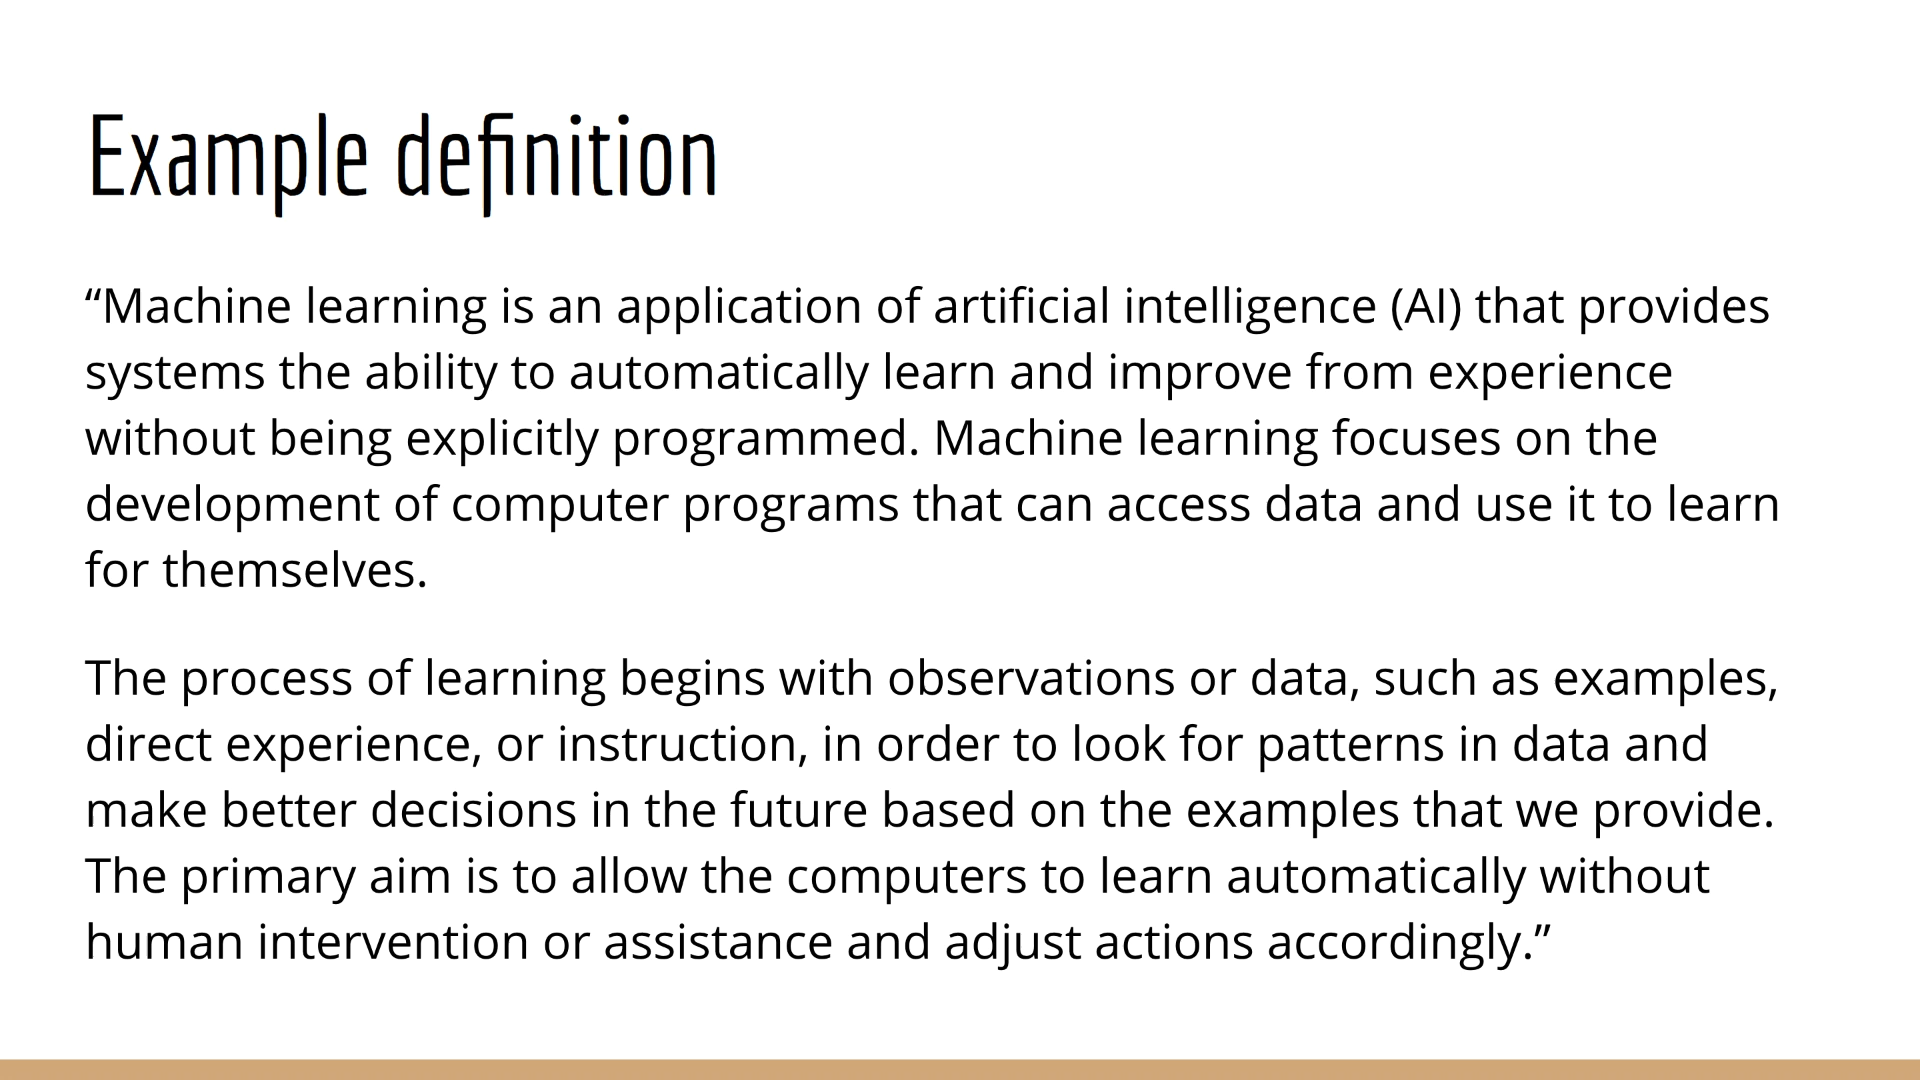 Example definition
“Machine learning is an application of artificial intelligence (AI) that provides
systems the ability to automatically learn and improve from experience
without being explicitly programmed. Machine learning focuses on the
development of computer programs that can access data and use it to learn
for themselves.
The process of learning begins with observations or data, such as examples,
direct experience, or instruction, in order to look for patterns in data and
make better decisions in the future based on the examples that we provide.
The primary aim is to allow the computers to learn automatically without
human intervention or assistance and adjust actions accordingly.”